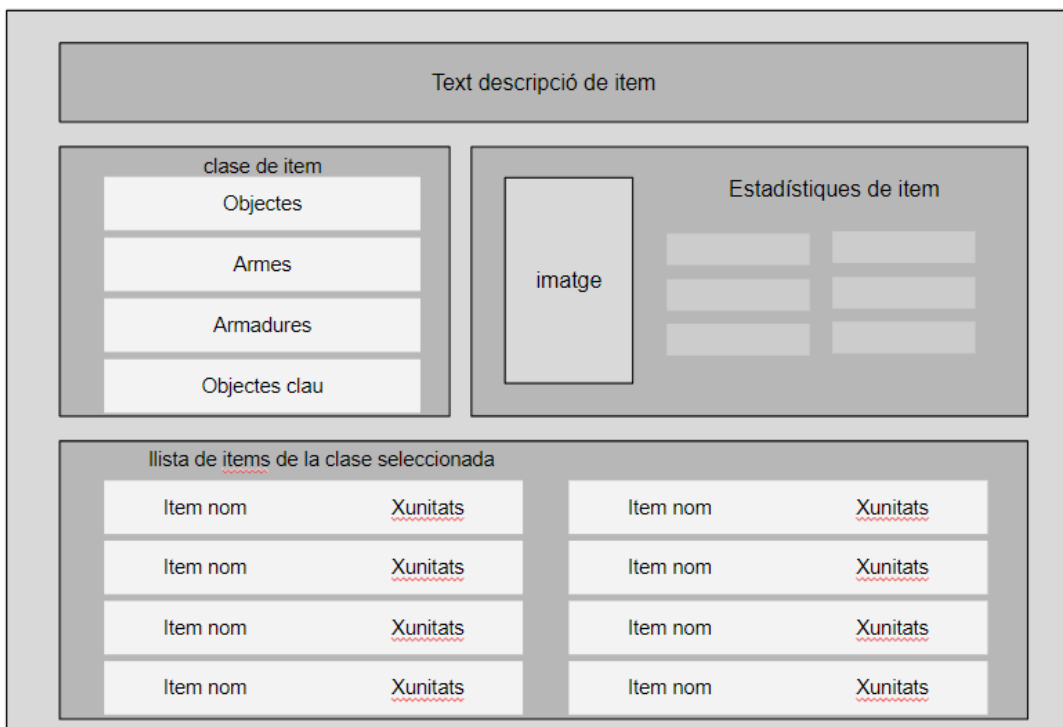 Text descripció de item
clase de item
Objectes
Armes
Armadures
Objectes clau
imatge
Estadístiques de item
llista de items de la clase seleccionada
Item nom Xunitats
Item nom Xunitats
Item nom Xunitats
Item nom Xunitats
Item nom Xunitats
Item nom Xunitats
Item nom Xunitats
Item nom Xunitats